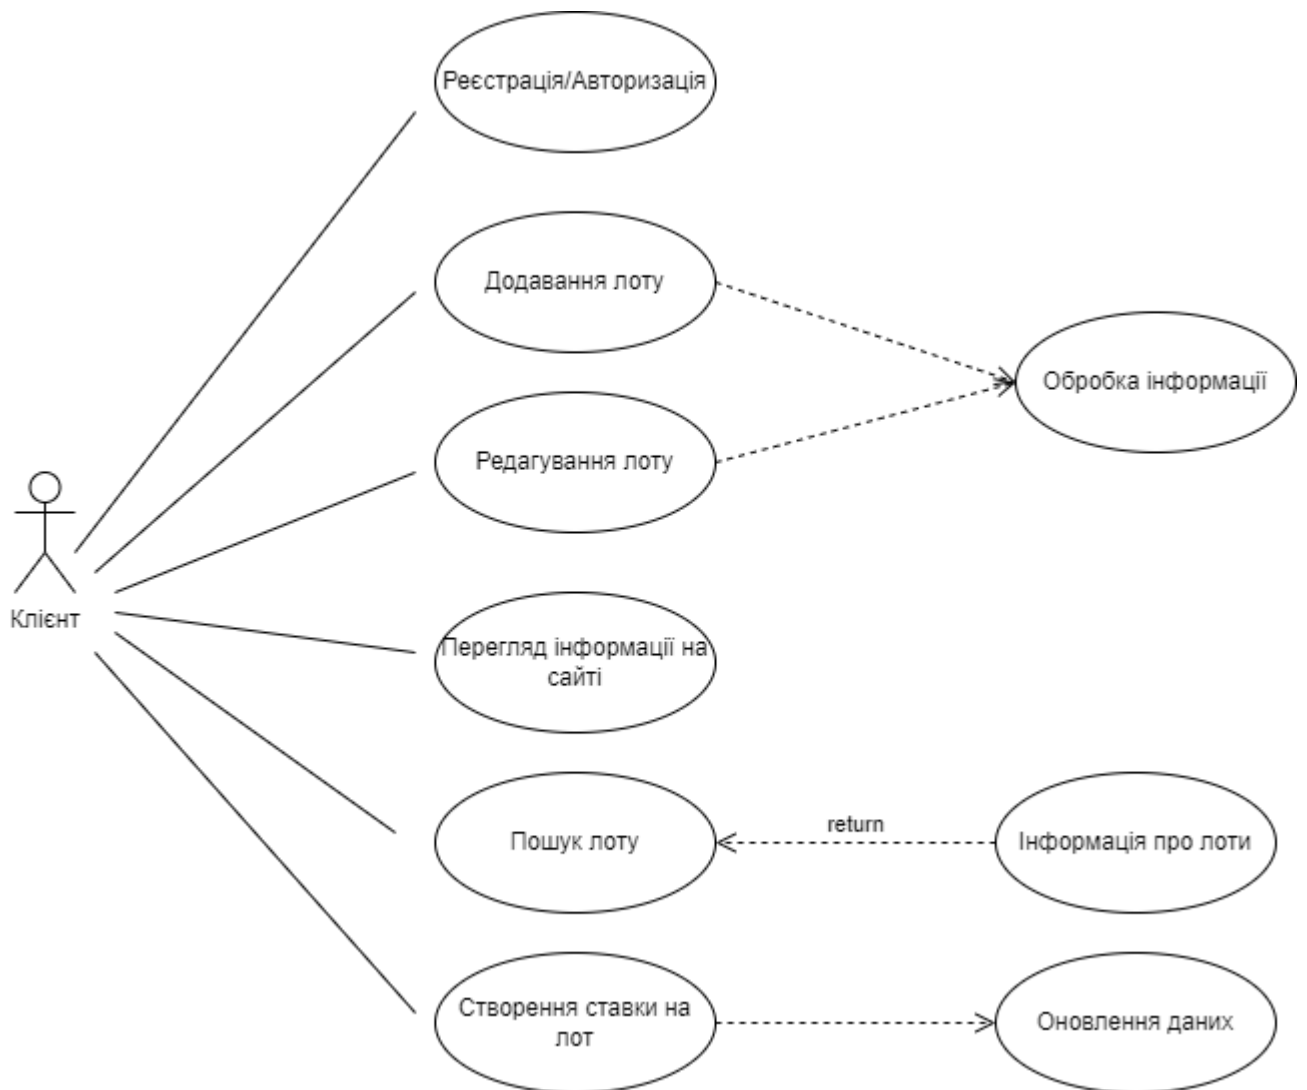 Реєстрація/Авторизація
Додавання лоту
Обробка інформації
Редагування лоту
Клієнт
Перегляд інформації на
сайті
Пошук лоту
return
Інформація про лоти
Створення ставки на
лот
Оновлення даних